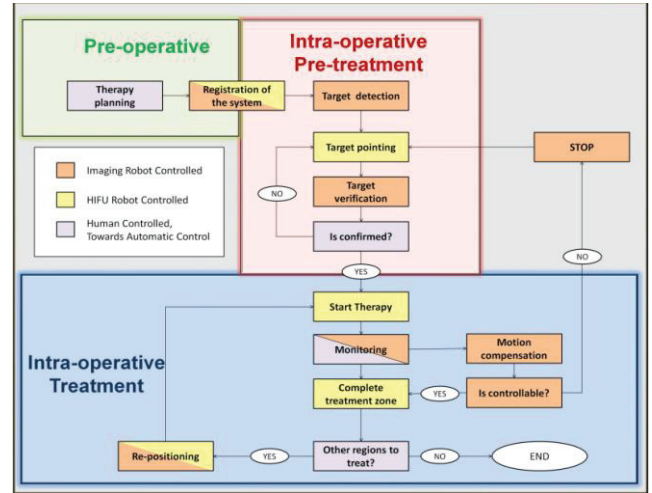 Pre-operative
Intra-operative
Pre-treatment
Therapy
planning
Registration of
the system
Target detection
Target pointing
STOP
Imaging Robot Controlled
HIFU Robot Controlled
Human Controlled,
Towards Automatic Control
NO
Target
verification
Is confirmed?
NO
YES
Start Therapy
Intra-operative
Treatment
Monitoring
Motion
compensation
Complete
treatment zone
YES
Is controllable?
Re-positioning
YES
Other regions to
treat?
NO
END